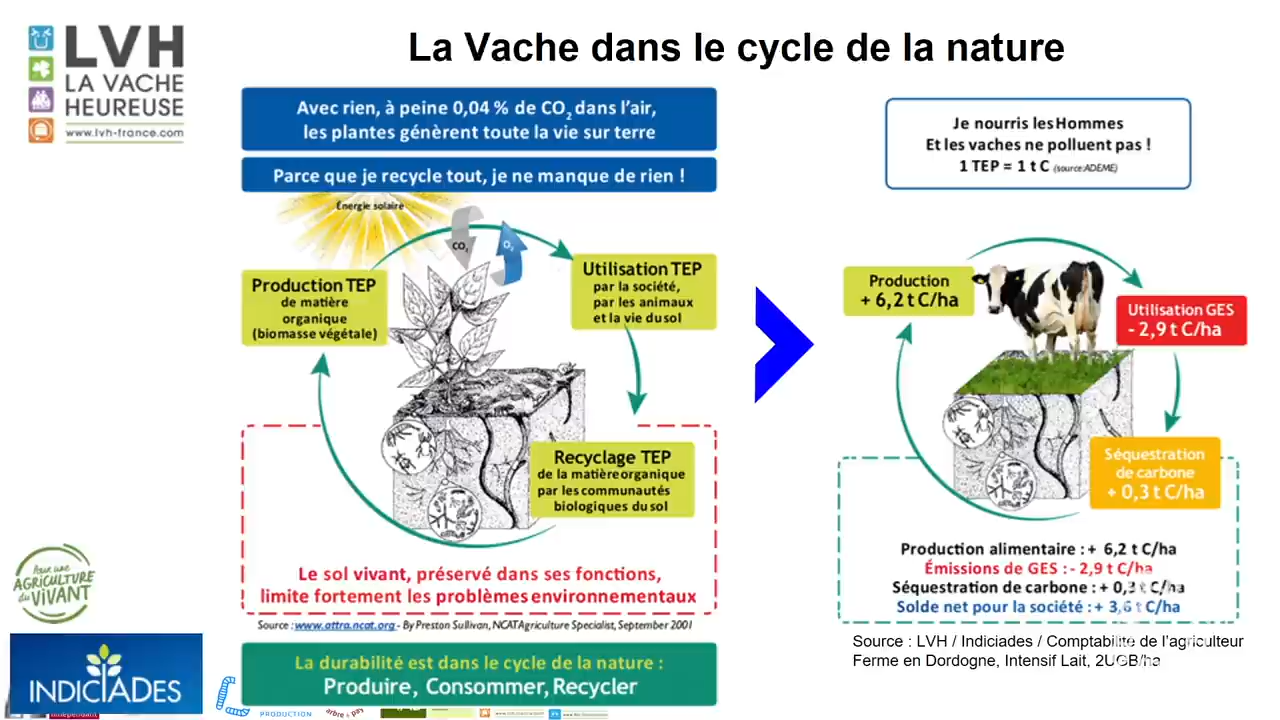 LVH
LA VACHE
HEUREUSE
www.lvh-france.com
La Vache dans le cycle de la nature
Avec rien, à peine 0,04 % de CO2 dans l'air,
les plantes génèrent toute la vie sur terre
Parce que je recycle tout, je ne manque de rien !
Énergie solaire
CO2
O2
Production TEP
de matière
organique
(biomasse végétale)
Utilisation TEP
par la société,
par les animaux
et la vie du sol
Recyclage TEP
de la matière organique
par les communautés
biologiques du sol
Le sol vivant, préservé dans ses fonctions,
limite fortement les problèmes environnementaux
Source : www.attra.ncat.org - By Preston Sullivan, NCAT Agriculture Specialist, September 2001
La durabilité est dans le cycle de la nature :
Produire, Consommer, Recycler
Je nourris les Hommes
Et les vaches ne polluent pas !
1 TEP = 1 t C (source:ADEME)
Production
+ 6,2 t C/ha
Utilisation GES
- 2,9 t C/ha
Séquestration
de carbone
+ 0,3 t C/ha
Production alimentaire : + 6,2 t C/ha
Émissions de GES : - 2,9 t C/ha
Séquestration de carbone : + 0,3 t C/ha
Solde net pour la société : + 3,6 t C/ha
Source : LVH / Indiciades / Comptabilité de l'agriculteur
Ferme en Dordogne, Intensif Lait, 2UGB/ha
Pour une
AGRICULTURE
du ViVANT
INDICIADES
PRODUCTION